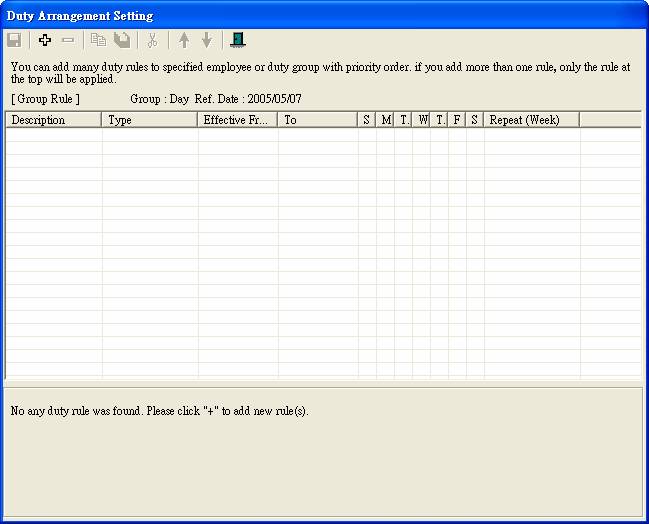 Duty Arrangement Setting
You can add many duty rules to specified employee or duty group with priority order. if you add more than one rule, only the rule at
the top will be applied.
[ Group Rule ] Group : Day Ref. Date : 2005/05/07
Description Type Effective Fr... To S M T. W T. F S Repeat (Week)
No any duty rule was found. Please click "+" to add new rule(s).